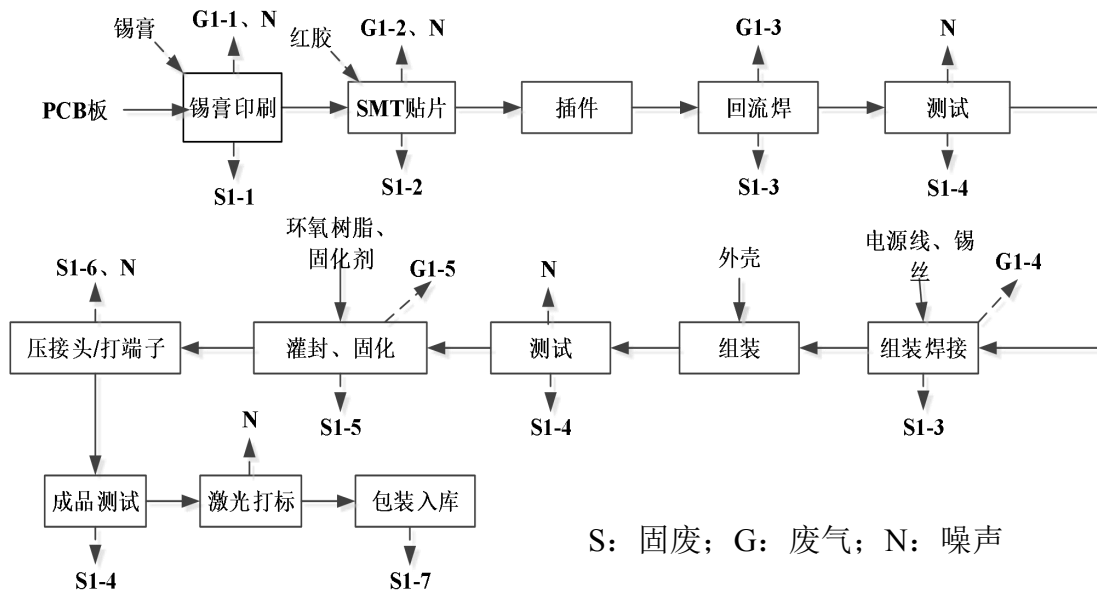 锡膏
G1-1、N
红胶
G1-2、N
G1-3
N
PCB板
锡膏印刷
SMT贴片
插件
回流焊
测试
S1-1
S1-2
S1-3
S1-4
S1-6、N
环氧树脂、
固化剂
G1-5
N
外壳
电源线、锡
丝
G1-4
压接头/打端子
灌封、固化
测试
组装
组装焊接
S1-5
S1-4
S1-3
N
成品测试
激光打标
包装入库
S1-4
S1-7
S：固废；G：废气；N：噪声